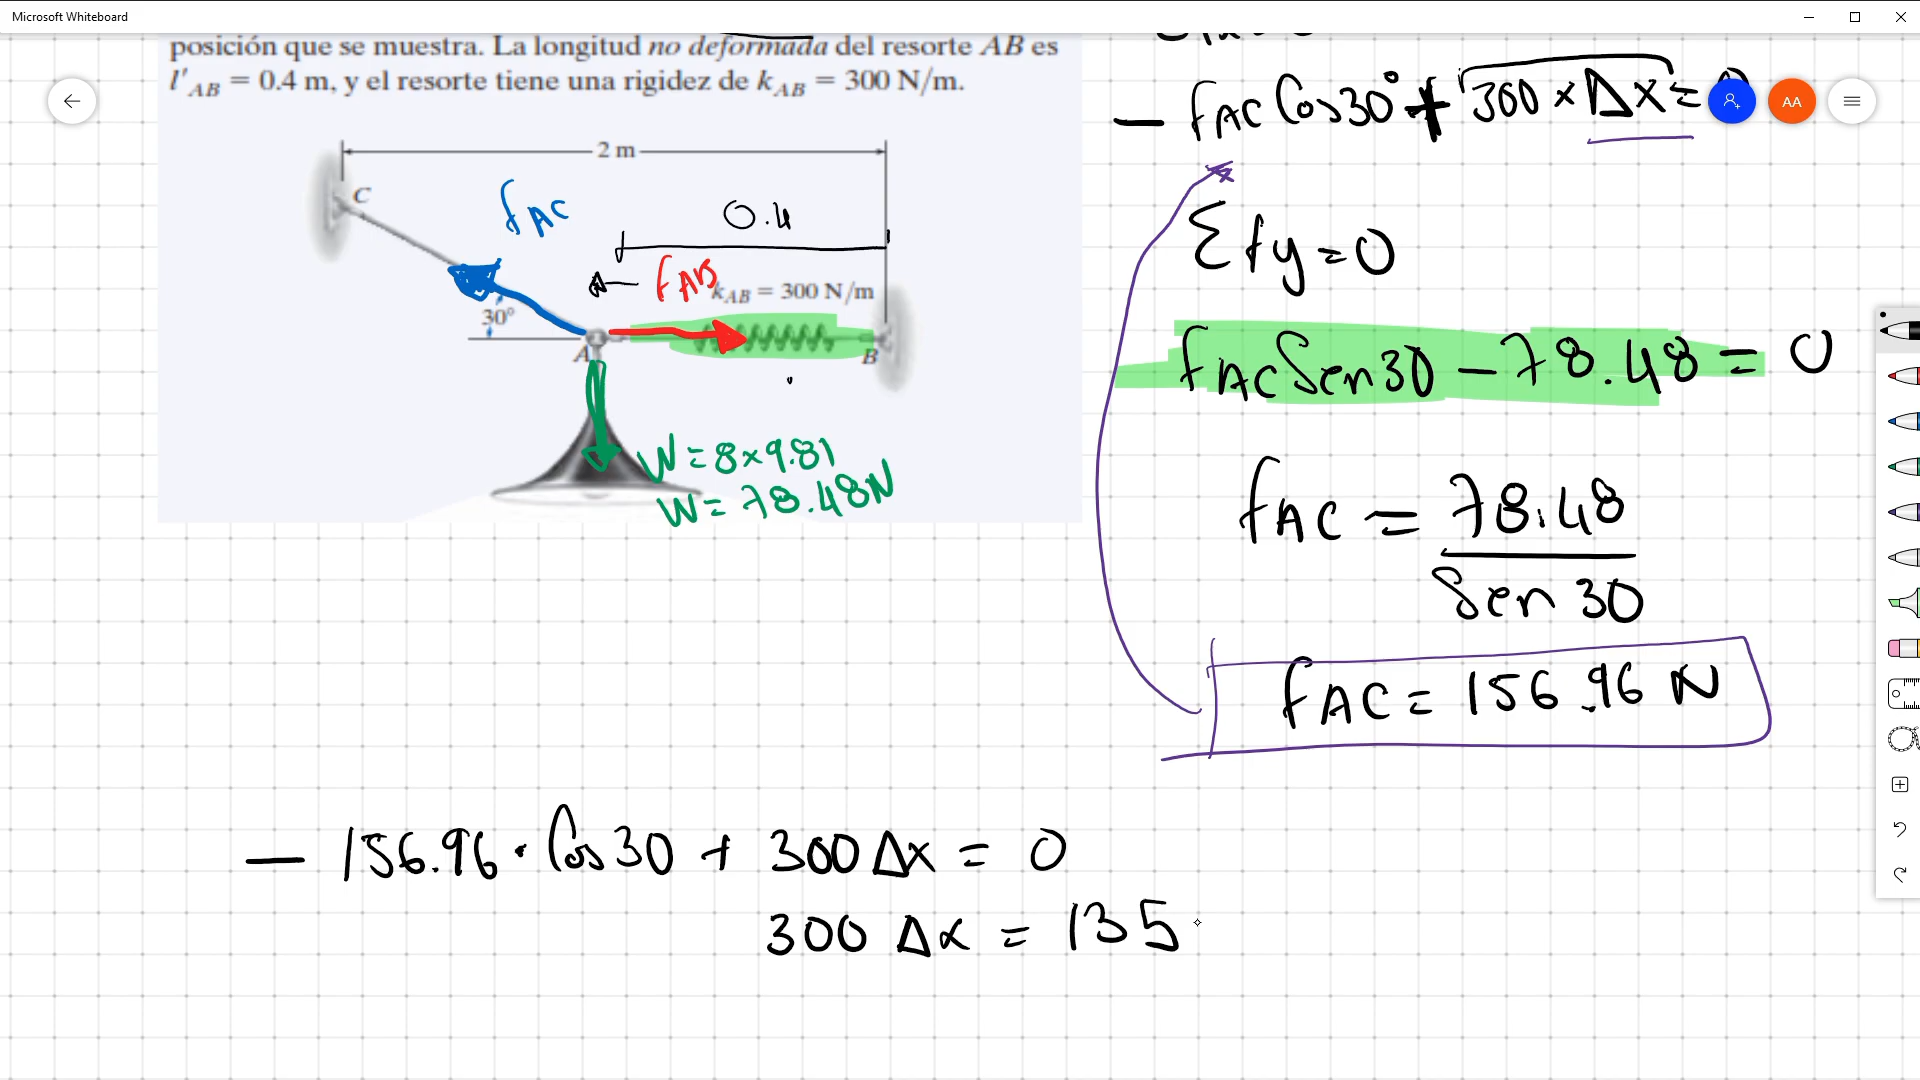 Microsoft Whiteboard
posición que se muestra. La longitud no deformada del resorte AB es
l'AB = 0.4 m, y el resorte tiene una rigidez de kAB = 300 N/m.
2 m
C
fAC
0.4
fAB
kAB = 300 N/m
30°
A
B
W = 8 × 9.81
W = 78.48N
- fAC Cos30° + 300 × Δx = 0
AA
Σfy = 0
fAC Sen30 - 78.48 = 0
fAC = 78.48
Sen 30
fAC = 156.96 N
- 156.96 · Cos30 + 300 Δx = 0
300 Δx = 135